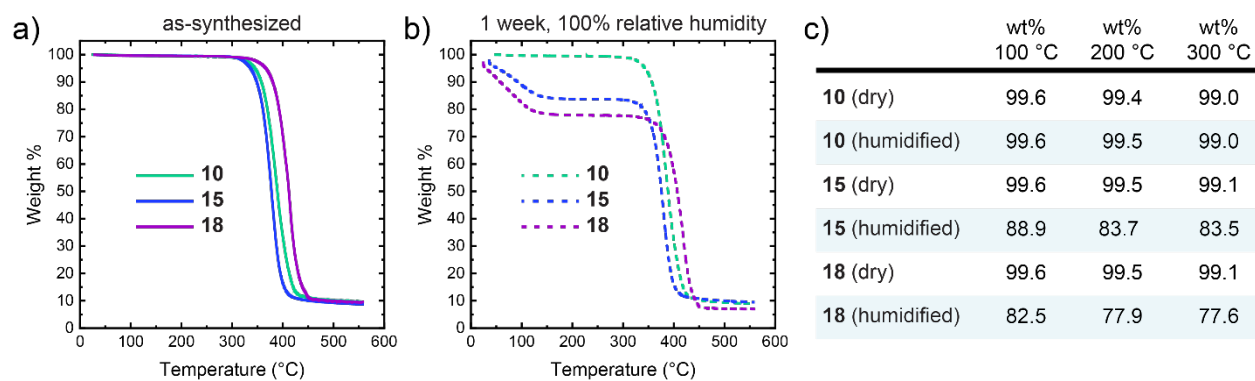 a)
as-synthesized
100
90
80
70
60
50
40
30
20
10
0
Weight %
10
15
18
0 100 200 300 400 500 600
Temperature (°C)
b)
1 week, 100% relative humidity
100
90
80
70
60
50
40
30
20
10
0
Weight %
10
15
18
0 100 200 300 400 500 600
Temperature (°C)
c)
wt% wt% wt%
100 °C 200 °C 300 °C
10 (dry) 99.6 99.4 99.0
10 (humidified) 99.6 99.5 99.0
15 (dry) 99.6 99.5 99.1
15 (humidified) 88.9 83.7 83.5
18 (dry) 99.6 99.5 99.1
18 (humidified) 82.5 77.9 77.6